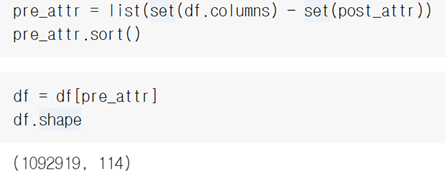 pre_attr = list(set(df.columns) - set(post_attr))
pre_attr.sort()
df = df[pre_attr]
df.shape
(1092919, 114)